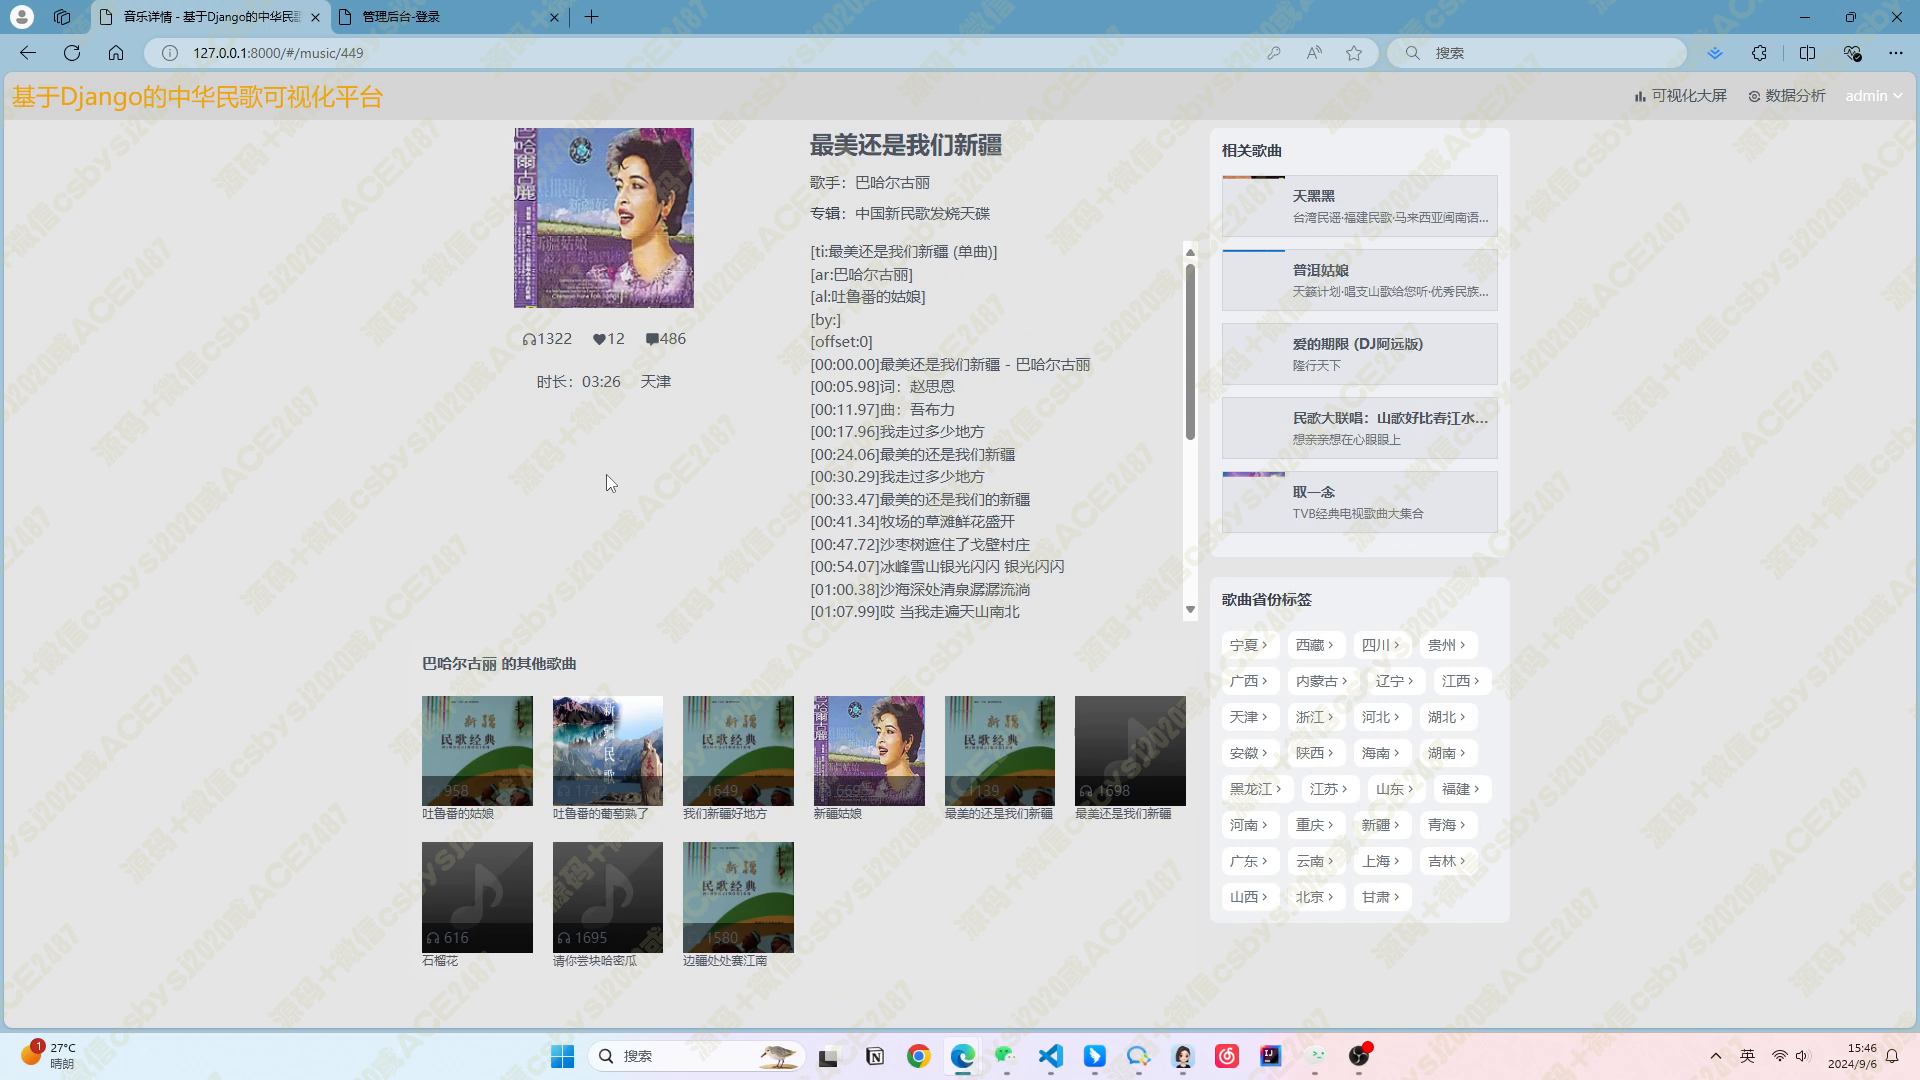 音乐详情 - 基于Django的中华民歌
管理后台-登录
127.0.0.1:8000/#/music/449
搜索
基于Django的中华民歌可视化平台
可视化大屏
数据分析
admin
最美还是我们新疆
歌手：巴哈尔古丽
专辑：中国新民歌发烧天碟
1322 12 486
时长：03:26 天津
[ti:最美还是我们新疆 (单曲)]
[ar:巴哈尔古丽]
[al:吐鲁番的姑娘]
[by:]
[offset:0]
[00:00.00]最美还是我们新疆 - 巴哈尔古丽
[00:05.98]词：赵思恩
[00:11.97]曲：吾布力
[00:17.96]我走过多少地方
[00:24.06]最美的还是我们新疆
[00:30.29]我走过多少地方
[00:33.47]最美的还是我们的新疆
[00:41.34]牧场的草滩鲜花盛开
[00:47.72]沙枣树遮住了戈壁村庄
[00:54.07]冰峰雪山银光闪闪 银光闪闪
[01:00.38]沙海深处清泉潺潺流淌
[01:07.99]哎 当我走遍天山南北
相关歌曲
天黑黑
台湾民谣·福建民歌·马来西亚闽南语...
普洱姑娘
天籁计划·唱支山歌给您听·优秀民族...
爱的期限 (DJ阿远版)
隆行天下
民歌大联唱：山歌好比春江水...
想亲亲想在心眼眼上
取一念
TVB经典电视歌曲大集合
歌曲省份标签
宁夏 西藏 四川 贵州
广西 内蒙古 辽宁 江西
天津 浙江 河北 湖北
安徽 陕西 海南 湖南
黑龙江 江苏 山东 福建
河南 重庆 新疆 青海
广东 云南 上海 吉林
山西 北京 甘肃
巴哈尔古丽 的其他歌曲
958 1742 1649 669 1139 1698
吐鲁番的姑娘 吐鲁番的葡萄熟了 我们新疆好地方 新疆姑娘 最美的还是我们新疆 最美还是我们新疆
616 1695 1580
石榴花 请你尝块哈密瓜 边疆处处赛江南
源码+微信csbysj2020或ACE2487
1
27°C
晴朗
搜索
英
15:46
2024/9/6